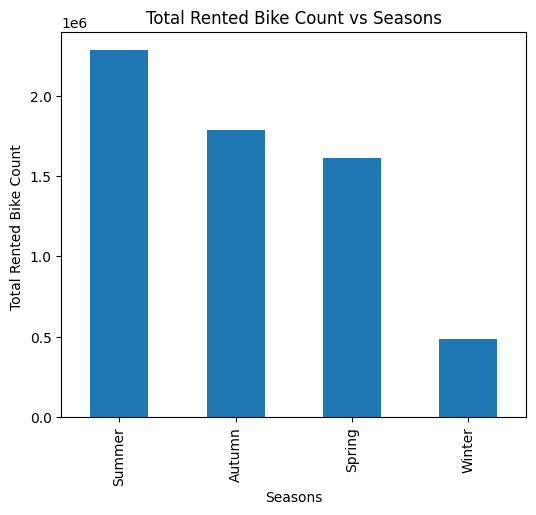 Total Rented Bike Count vs Seasons
1e6
2.0
1.5
1.0
0.5
0.0
Total Rented Bike Count
Summer
Autumn
Spring
Winter
Seasons